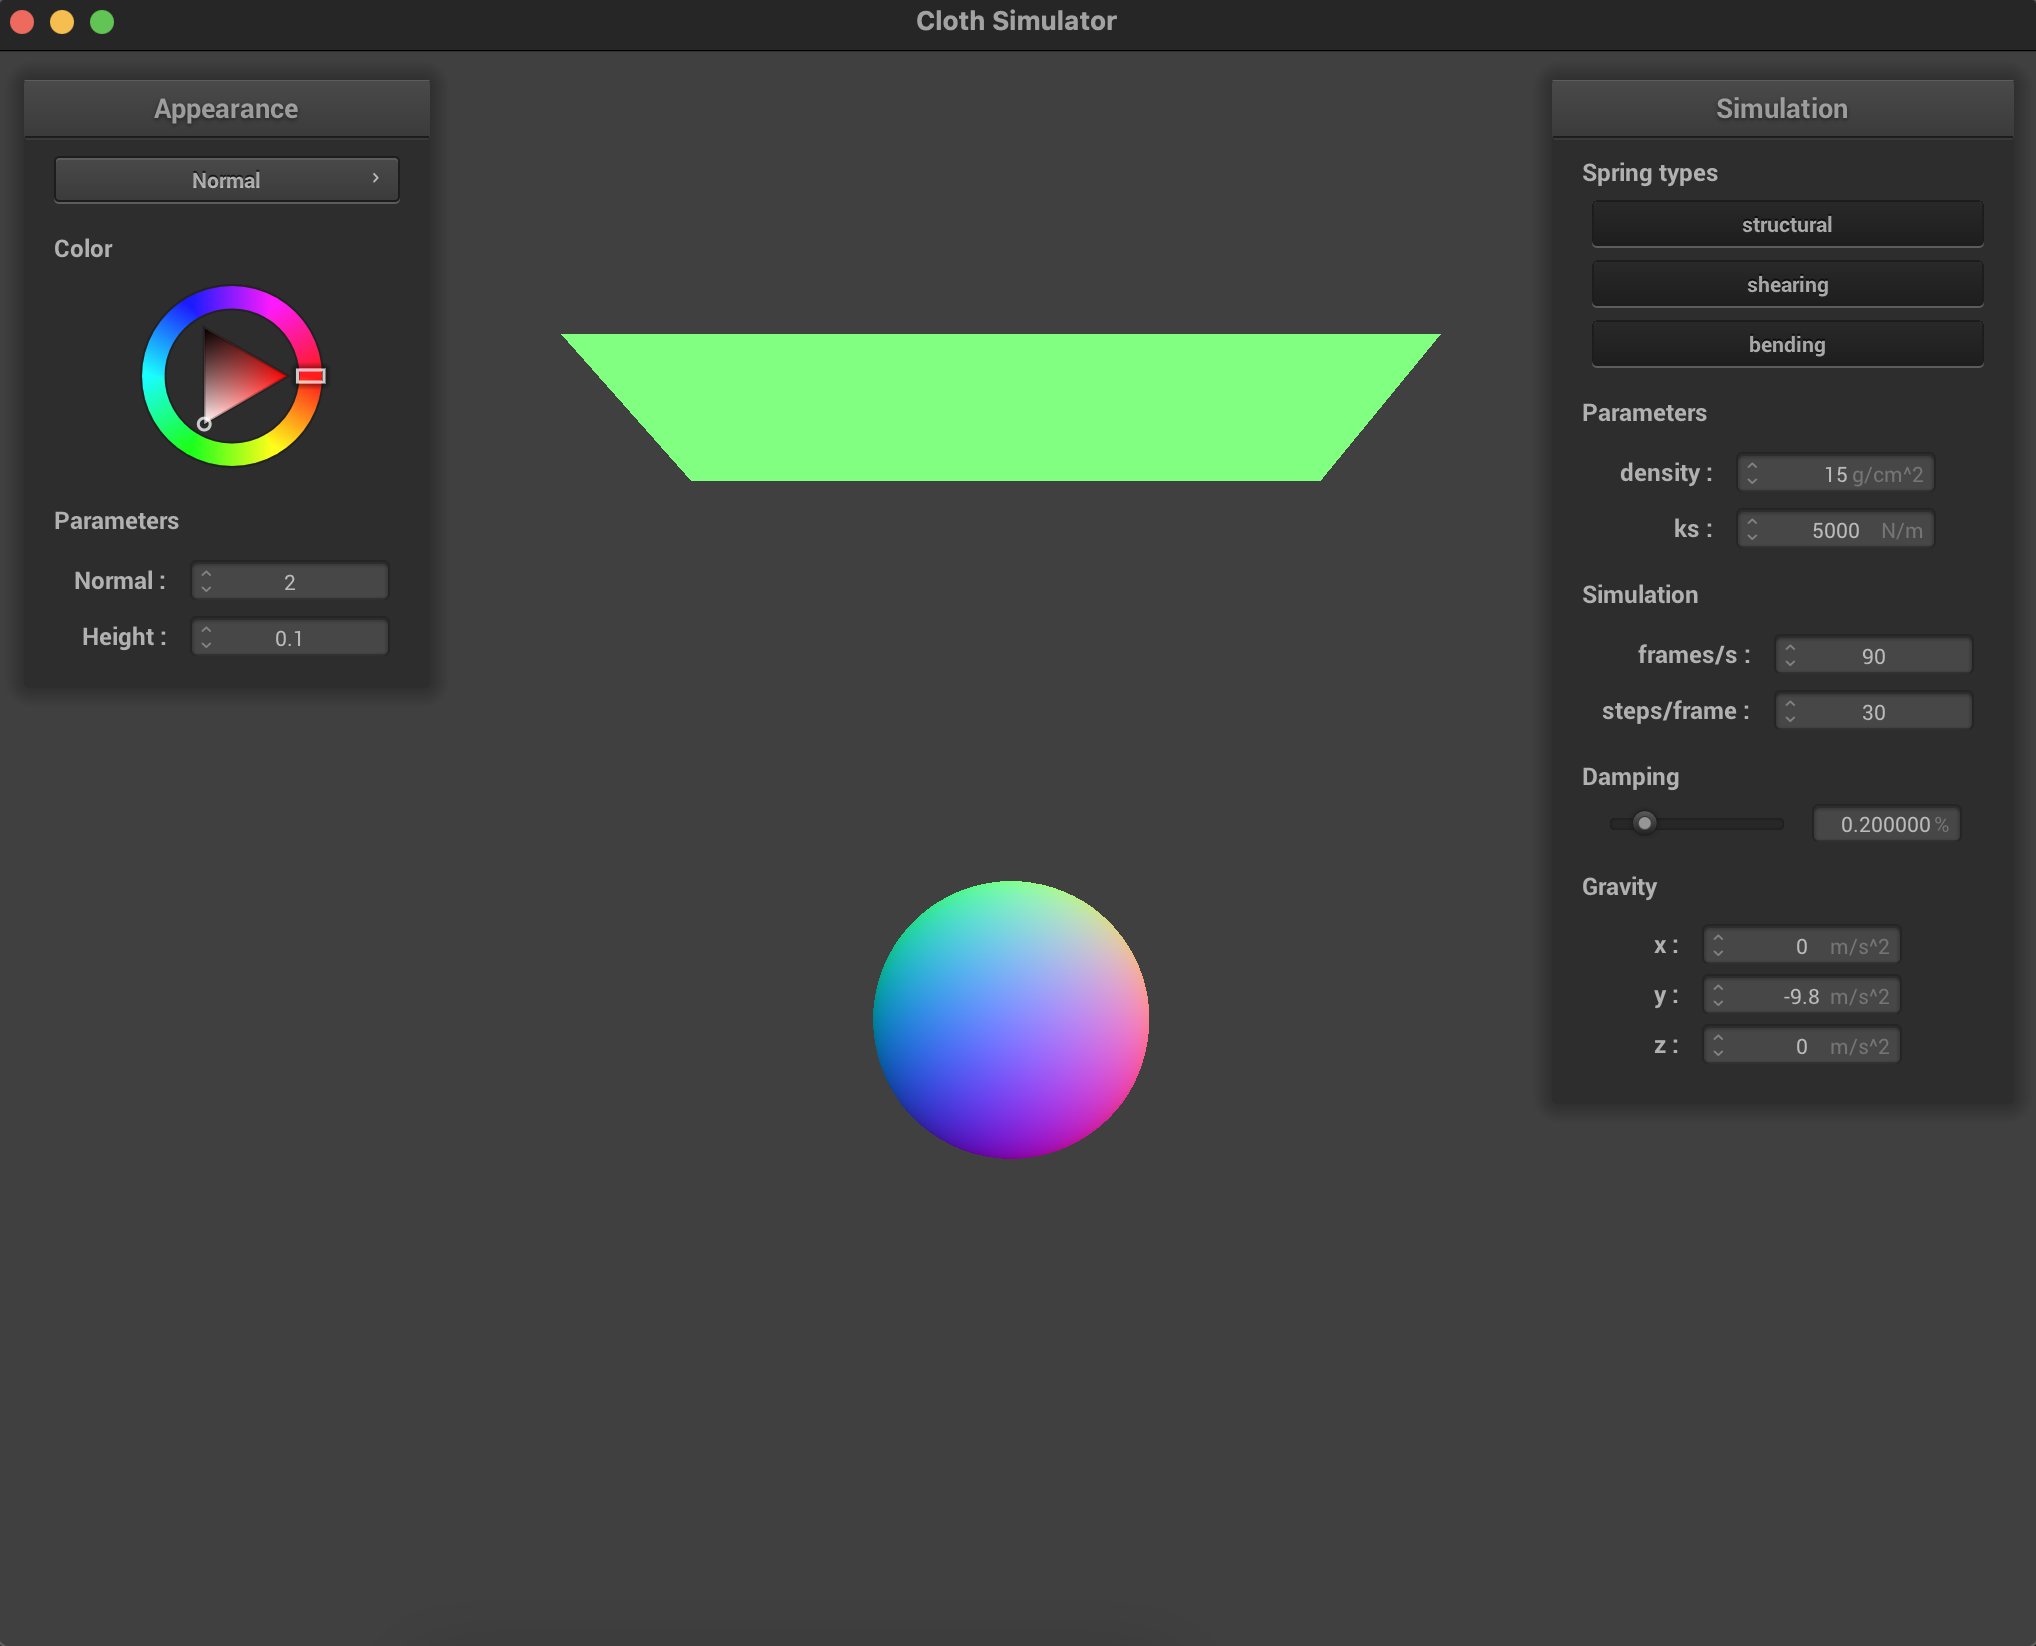 Cloth Simulator
Appearance
Normal
Color
Parameters
Normal : 2
Height : 0.1
Simulation
Spring types
structural
shearing
bending
Parameters
density : 15 g/cm^2
ks : 5000 N/m
Simulation
frames/s : 90
steps/frame : 30
Damping
0.200000 %
Gravity
x : 0 m/s^2
y : -9.8 m/s^2
z : 0 m/s^2